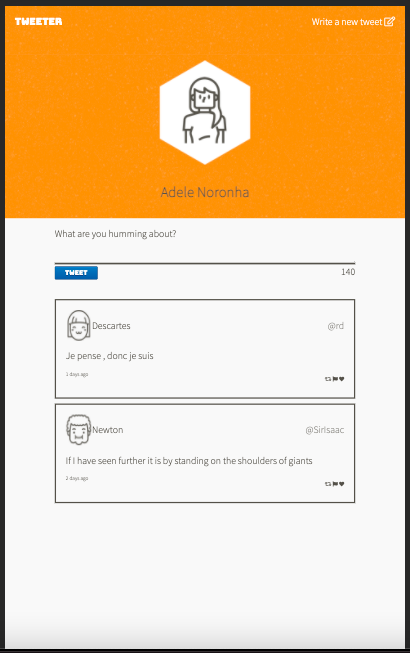 TWEETER
Write a new tweet
Adele Noronha
What are you humming about?
TWEET 140
Descartes @rd
Je pense , donc je suis
1 days ago
Newton @SirIsaac
If I have seen further it is by standing on the shoulders of giants
2 days ago